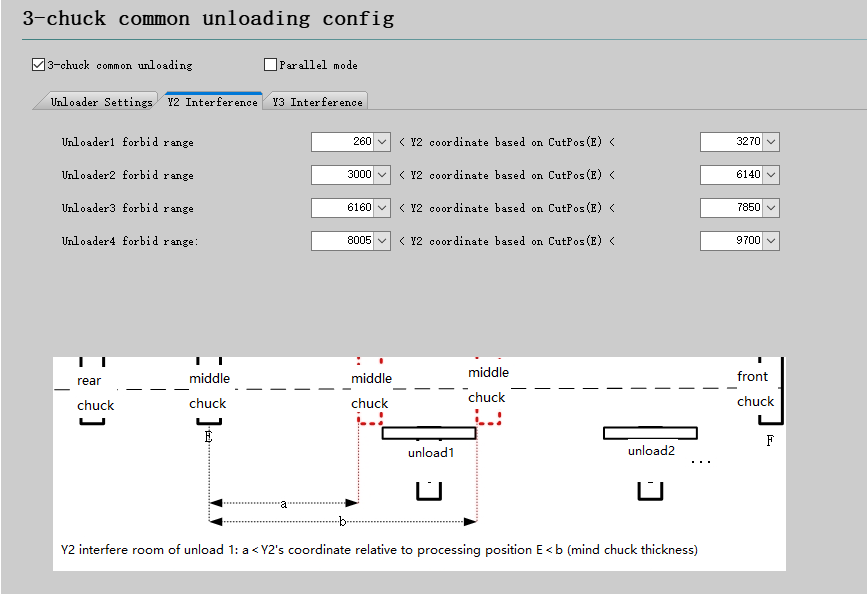 3-chuck common unloading config
3-chuck common unloading Parallel mode
Unloader Settings Y2 Interference Y3 Interference
Unloader1 forbid range 260 < Y2 coordinate based on CutPos(E) < 3270
Unloader2 forbid range 3000 < Y2 coordinate based on CutPos(E) < 6140
Unloader3 forbid range 6160 < Y2 coordinate based on CutPos(E) < 7850
Unloader4 forbid range: 8005 < Y2 coordinate based on CutPos(E) < 9700
rear middle middle middle front
chuck chuck chuck chuck chuck
E F
unload1 unload2 ...
a
b
Y2 interfere room of unload 1: a < Y2's coordinate relative to processing position E < b (mind chuck thickness)